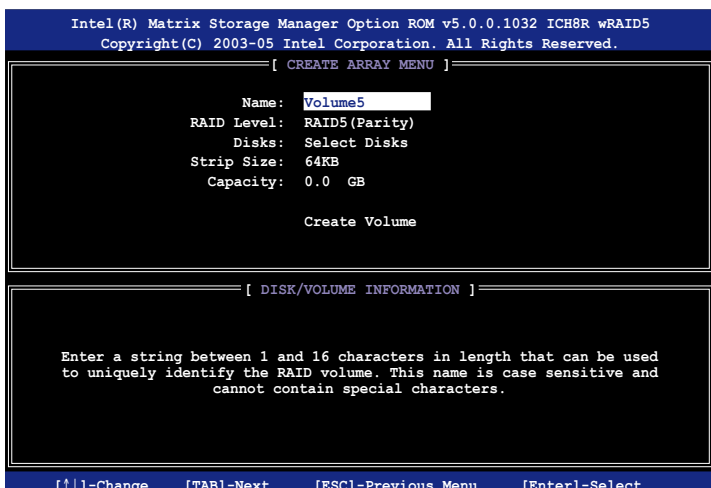 Intel(R) Matrix Storage Manager Option ROM v5.0.0.1032 ICH8R wRAID5
Copyright(C) 2003-05 Intel Corporation. All Rights Reserved.
[ CREATE ARRAY MENU ]
Name: Volume5
RAID Level: RAID5(Parity)
Disks: Select Disks
Strip Size: 64KB
Capacity: 0.0 GB
Create Volume
[ DISK/VOLUME INFORMATION ]
Enter a string between 1 and 16 characters in length that can be used
to uniquely identify the RAID volume. This name is case sensitive and
cannot contain special characters.
[↑↓]-Change [TAB]-Next [ESC]-Previous Menu [Enter]-Select